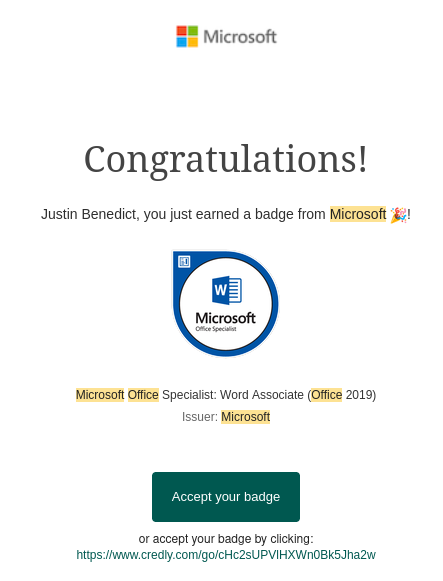 Microsoft
Congratulations!
Justin Benedict, you just earned a badge from Microsoft 🎉!
W
Microsoft
Office Specialist
Microsoft Office Specialist: Word Associate (Office 2019)
Issuer: Microsoft
Accept your badge
or accept your badge by clicking:
https://www.credly.com/go/cHc2sUPVlHXWn0Bk5Jha2w